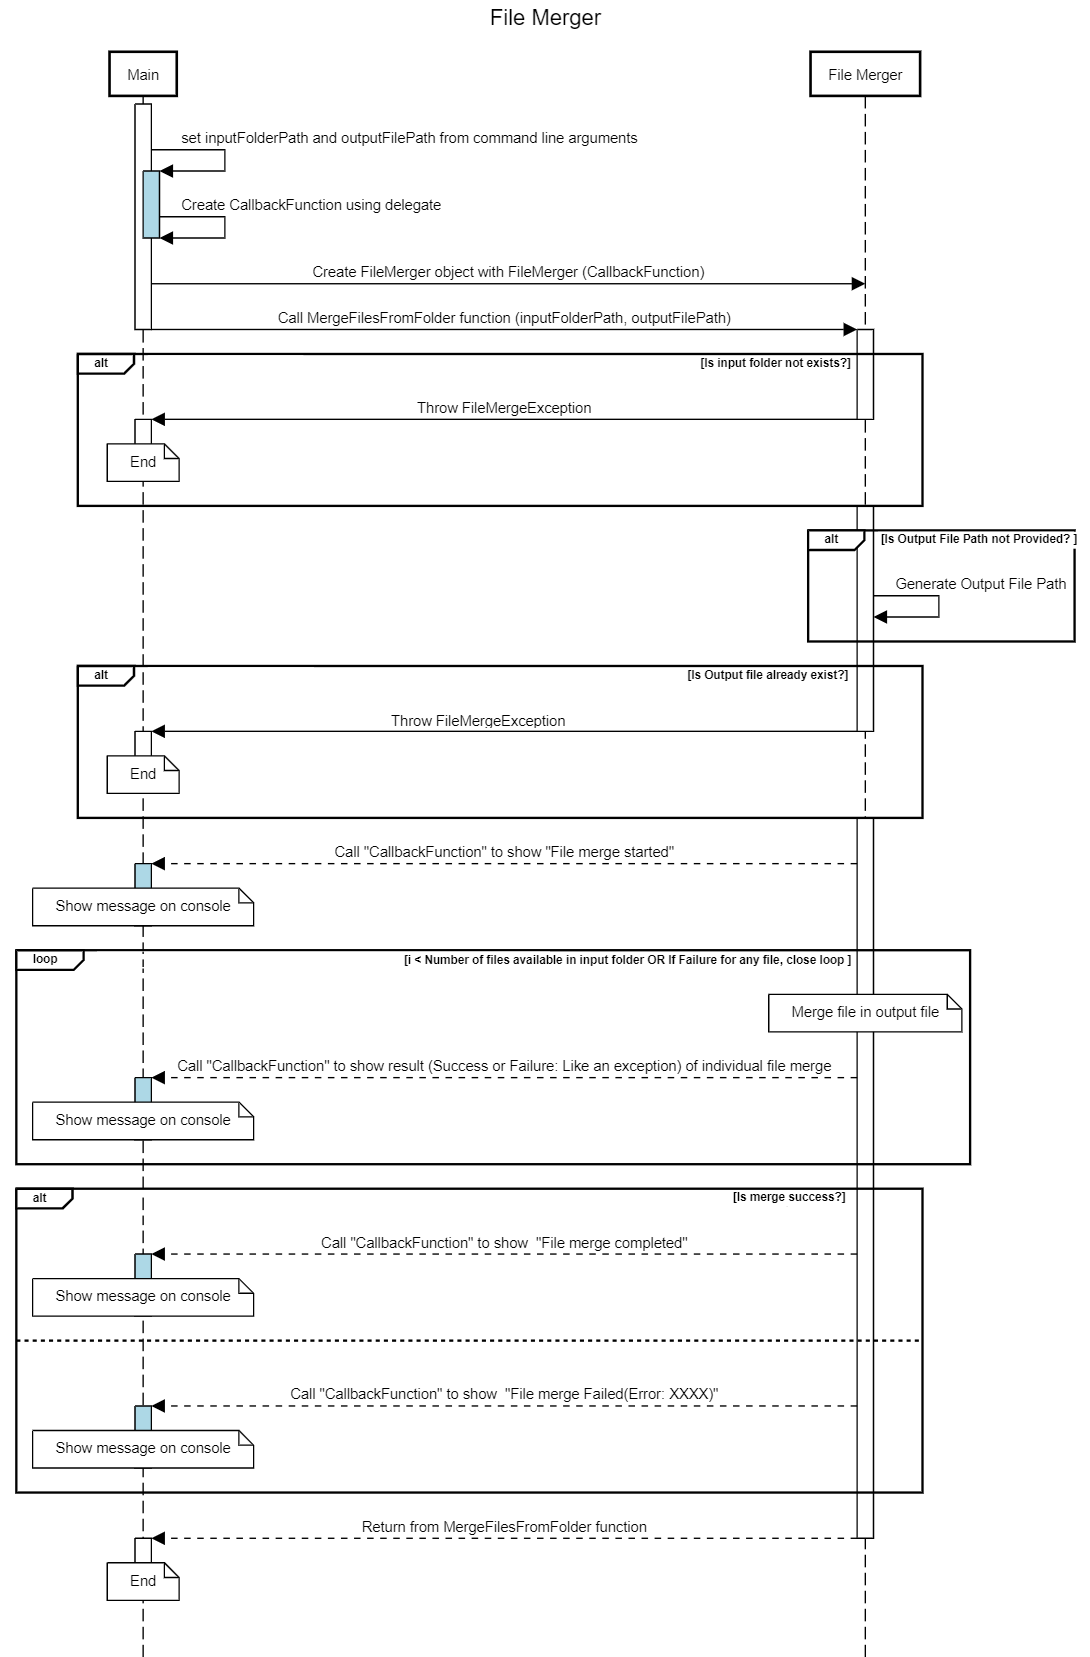 File Merger
Main
File Merger
set inputFolderPath and outputFilePath from command line arguments
Create CallbackFunction using delegate
Create FileMerger object with FileMerger (CallbackFunction)
Call MergeFilesFromFolder function (inputFolderPath, outputFilePath)
alt
[Is input folder not exists?]
Throw FileMergeException
End
alt
[Is Output File Path not Provided? ]
Generate Output File Path
alt
[Is Output file already exist?]
Throw FileMergeException
End
Call "CallbackFunction" to show "File merge started"
Show message on console
loop
[i < Number of files available in input folder OR If Failure for any file, close loop ]
Merge file in output file
Call "CallbackFunction" to show result (Success or Failure: Like an exception) of individual file merge
Show message on console
alt
[Is merge success?]
Call "CallbackFunction" to show  "File merge completed"
Show message on console
Call "CallbackFunction" to show  "File merge Failed(Error: XXXX)"
Show message on console
Return from MergeFilesFromFolder function
End